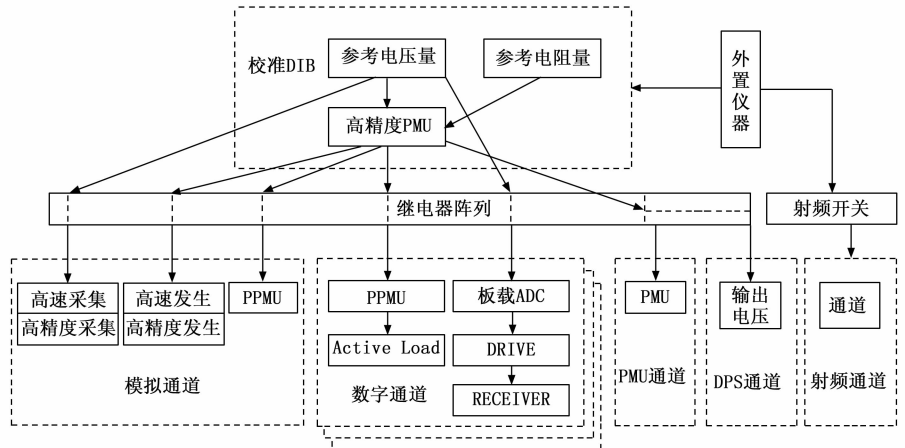 参考电压量
参考电阻量
校准DIB
高精度PMU
外置仪器
继电器阵列
射频开关
高速采集
高精度采集
高速发生
高精度发生
PPMU
模拟通道
PPMU
Active Load
板载ADC
DRIVE
RECEIVER
数字通道
PMU
PMU通道
输出
电压
DPS通道
通道
射频通道